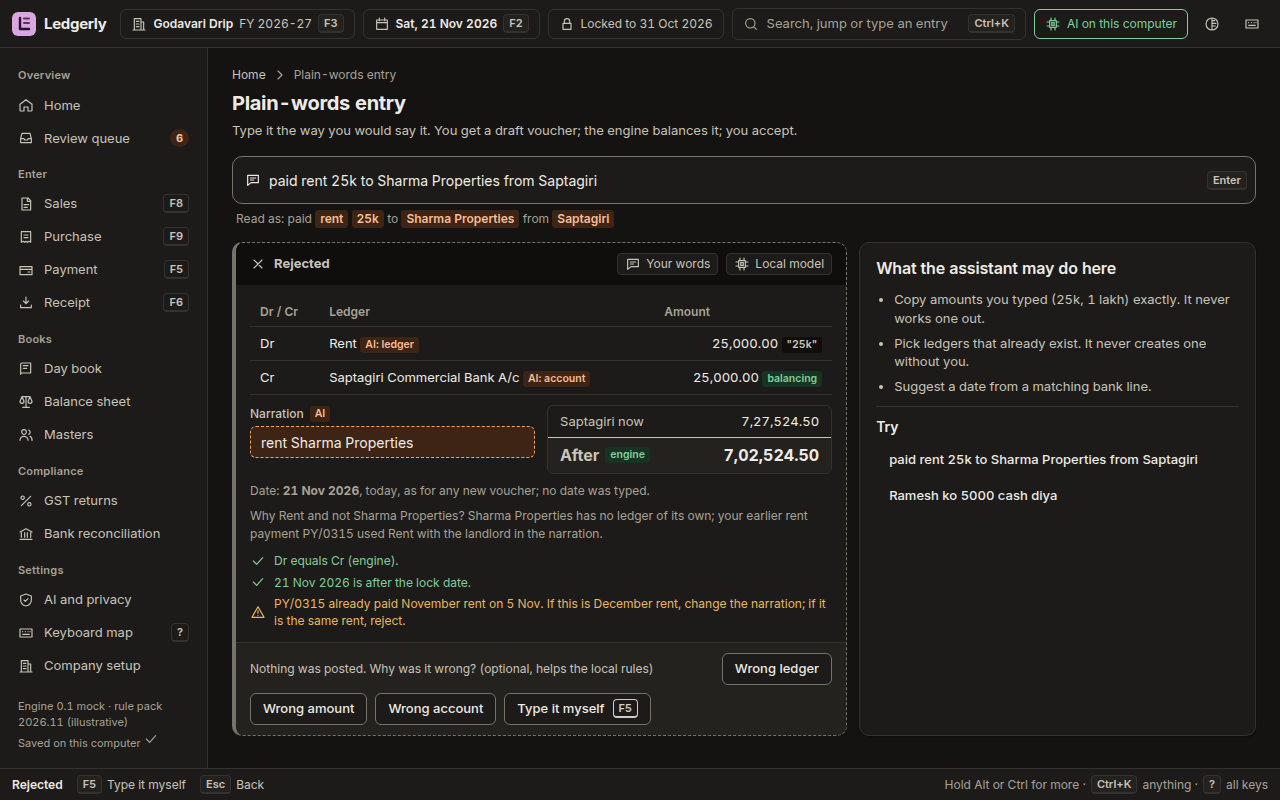 Ledgerly
Godavari Drip FY 2026-27 F3
Sat, 21 Nov 2026 F2
Locked to 31 Oct 2026
Search, jump or type an entry Ctrl+K
AI on this computer
Overview
Home
Review queue 6
Enter
Sales F8
Purchase F9
Payment F5
Receipt F6
Books
Day book
Balance sheet
Masters
Compliance
GST returns
Bank reconciliation
Settings
AI and privacy
Keyboard map ?
Company setup
Engine 0.1 mock · rule pack
2026.11 (illustrative)
Saved on this computer
Home Plain-words entry
Plain-words entry
Type it the way you would say it. You get a draft voucher; the engine balances it; you accept.
paid rent 25k to Sharma Properties from Saptagiri Enter
Read as: paid rent 25k to Sharma Properties from Saptagiri
Rejected Your words Local model
Dr / Cr Ledger Amount
Dr Rent AI: ledger 25,000.00 "25k"
Cr Saptagiri Commercial Bank A/c AI: account 25,000.00 balancing
Narration AI
rent Sharma Properties
Saptagiri now 7,27,524.50
After engine 7,02,524.50
Date: 21 Nov 2026, today, as for any new voucher; no date was typed.
Why Rent and not Sharma Properties? Sharma Properties has no ledger of its own; your earlier rent
payment PY/0315 used Rent with the landlord in the narration.
Dr equals Cr (engine).
21 Nov 2026 is after the lock date.
PY/0315 already paid November rent on 5 Nov. If this is December rent, change the narration; if it
is the same rent, reject.
Nothing was posted. Why was it wrong? (optional, helps the local rules) Wrong ledger
Wrong amount Wrong account Type it myself F5
What the assistant may do here
• Copy amounts you typed (25k, 1 lakh) exactly. It never
works one out.
• Pick ledgers that already exist. It never creates one
without you.
• Suggest a date from a matching bank line.
Try
paid rent 25k to Sharma Properties from Saptagiri
Ramesh ko 5000 cash diya
Rejected F5 Type it myself Esc Back
Hold Alt or Ctrl for more · Ctrl+K anything · ? all keys